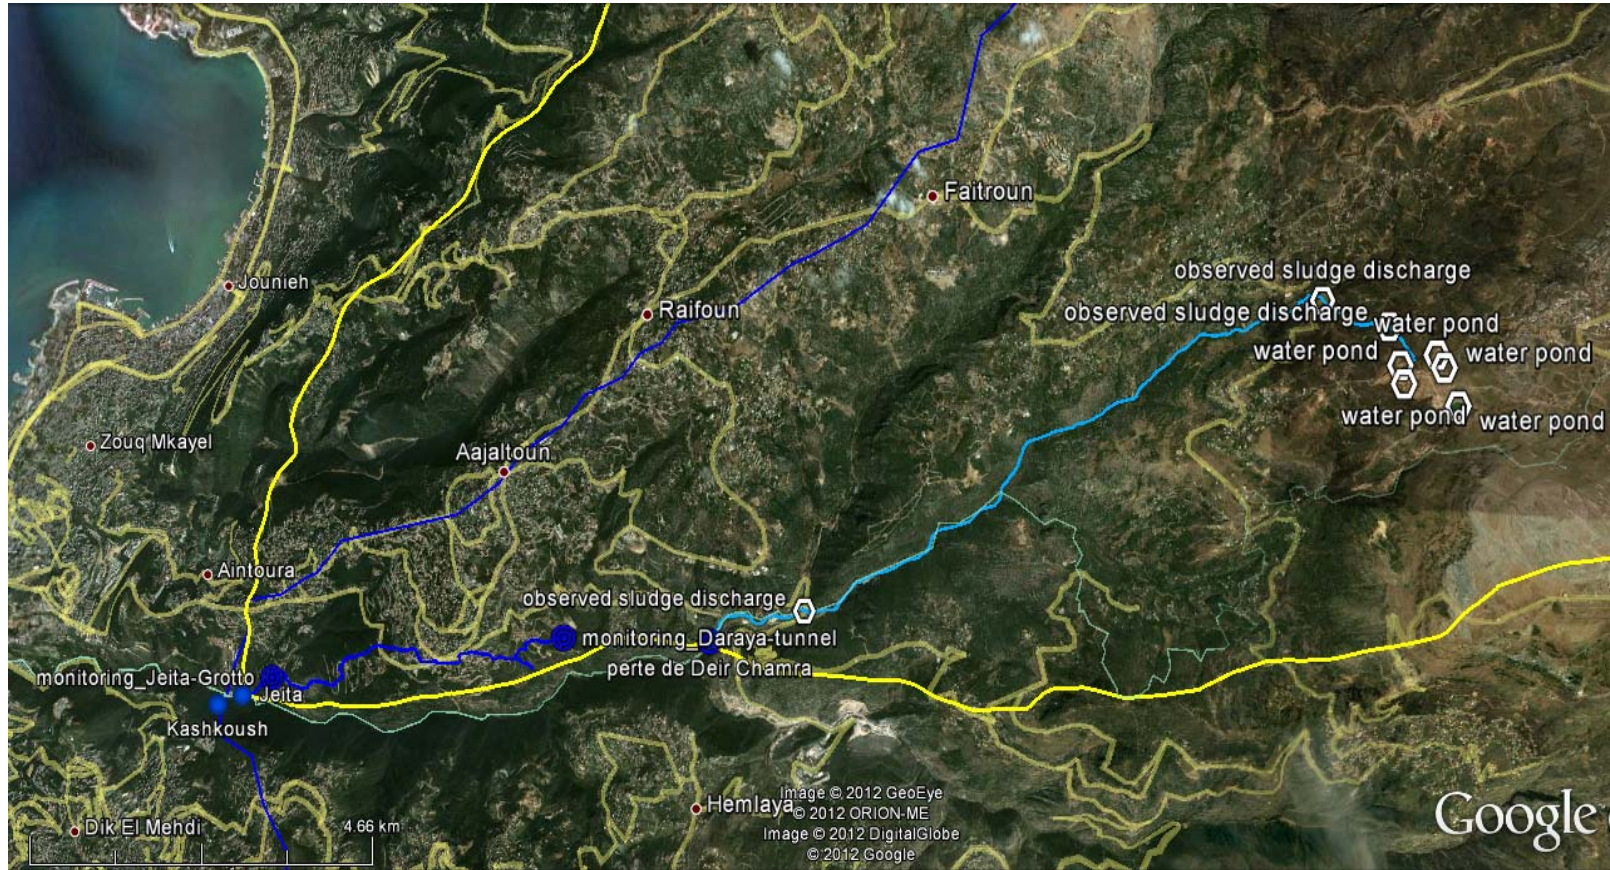 Faitroun
observed sludge discharge
Jounieh
Raifoun
observed sludge discharge
water pond
water pond
water pond
water pond
water pond
Zouq Mkayel
Aajaltoun
Aintoura
observed sludge discharge
monitoring_Daraya-tunnel
perte de Deir Chamra
monitoring_Jeita-Grotto
Jeita
Kashkoush
Hemlaya
Dik El Mehdi
4.66 km
Image © 2012 GeoEye
© 2012 ORION-ME
Image © 2012 DigitalGlobe
© 2012 Google
Google